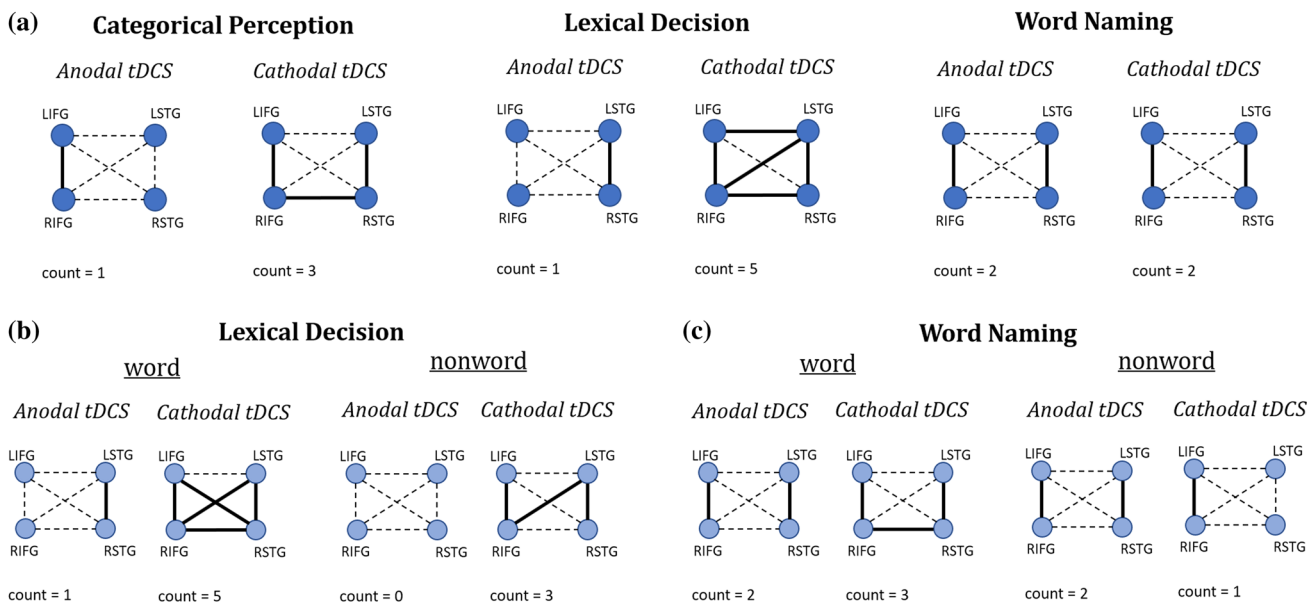 (a) Categorical Perception Lexical Decision Word Naming
Anodal tDCS Cathodal tDCS Anodal tDCS Cathodal tDCS Anodal tDCS Cathodal tDCS
LIFG LSTG LIFG LSTG LIFG LSTG LIFG LSTG LIFG LSTG LIFG LSTG
RIFG RSTG RIFG RSTG RIFG RSTG RIFG RSTG RIFG RSTG RIFG RSTG
count = 1 count = 3 count = 1 count = 5 count = 2 count = 2
(b) Lexical Decision (c) Word Naming
word nonword word nonword
Anodal tDCS Cathodal tDCS Anodal tDCS Cathodal tDCS Anodal tDCS Cathodal tDCS Anodal tDCS Cathodal tDCS
LIFG LSTG LIFG LSTG LIFG LSTG LIFG LSTG LIFG LSTG LIFG LSTG LIFG LSTG LIFG LSTG
RIFG RSTG RIFG RSTG RIFG RSTG RIFG RSTG RIFG RSTG RIFG RSTG RIFG RSTG RIFG RSTG
count = 1 count = 5 count = 0 count = 3 count = 2 count = 3 count = 2 count = 1